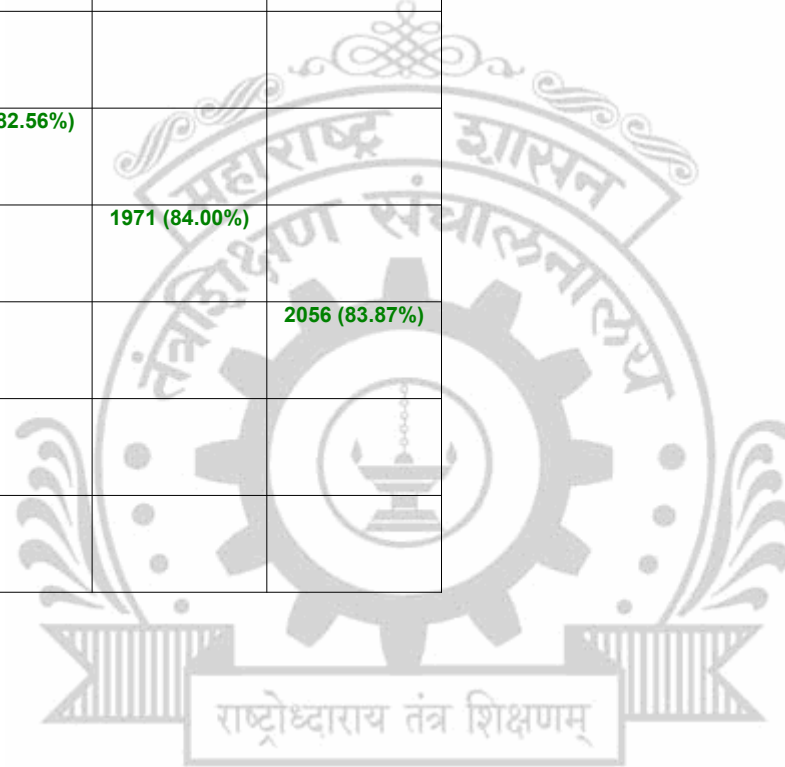 महाराष्ट्र शासन
82.56%)
तंत्रशिक्षण संचालनालय
1971 (84.00%)
2056 (83.87%)
राष्ट्रोध्दाराय तंत्र शिक्षणम्